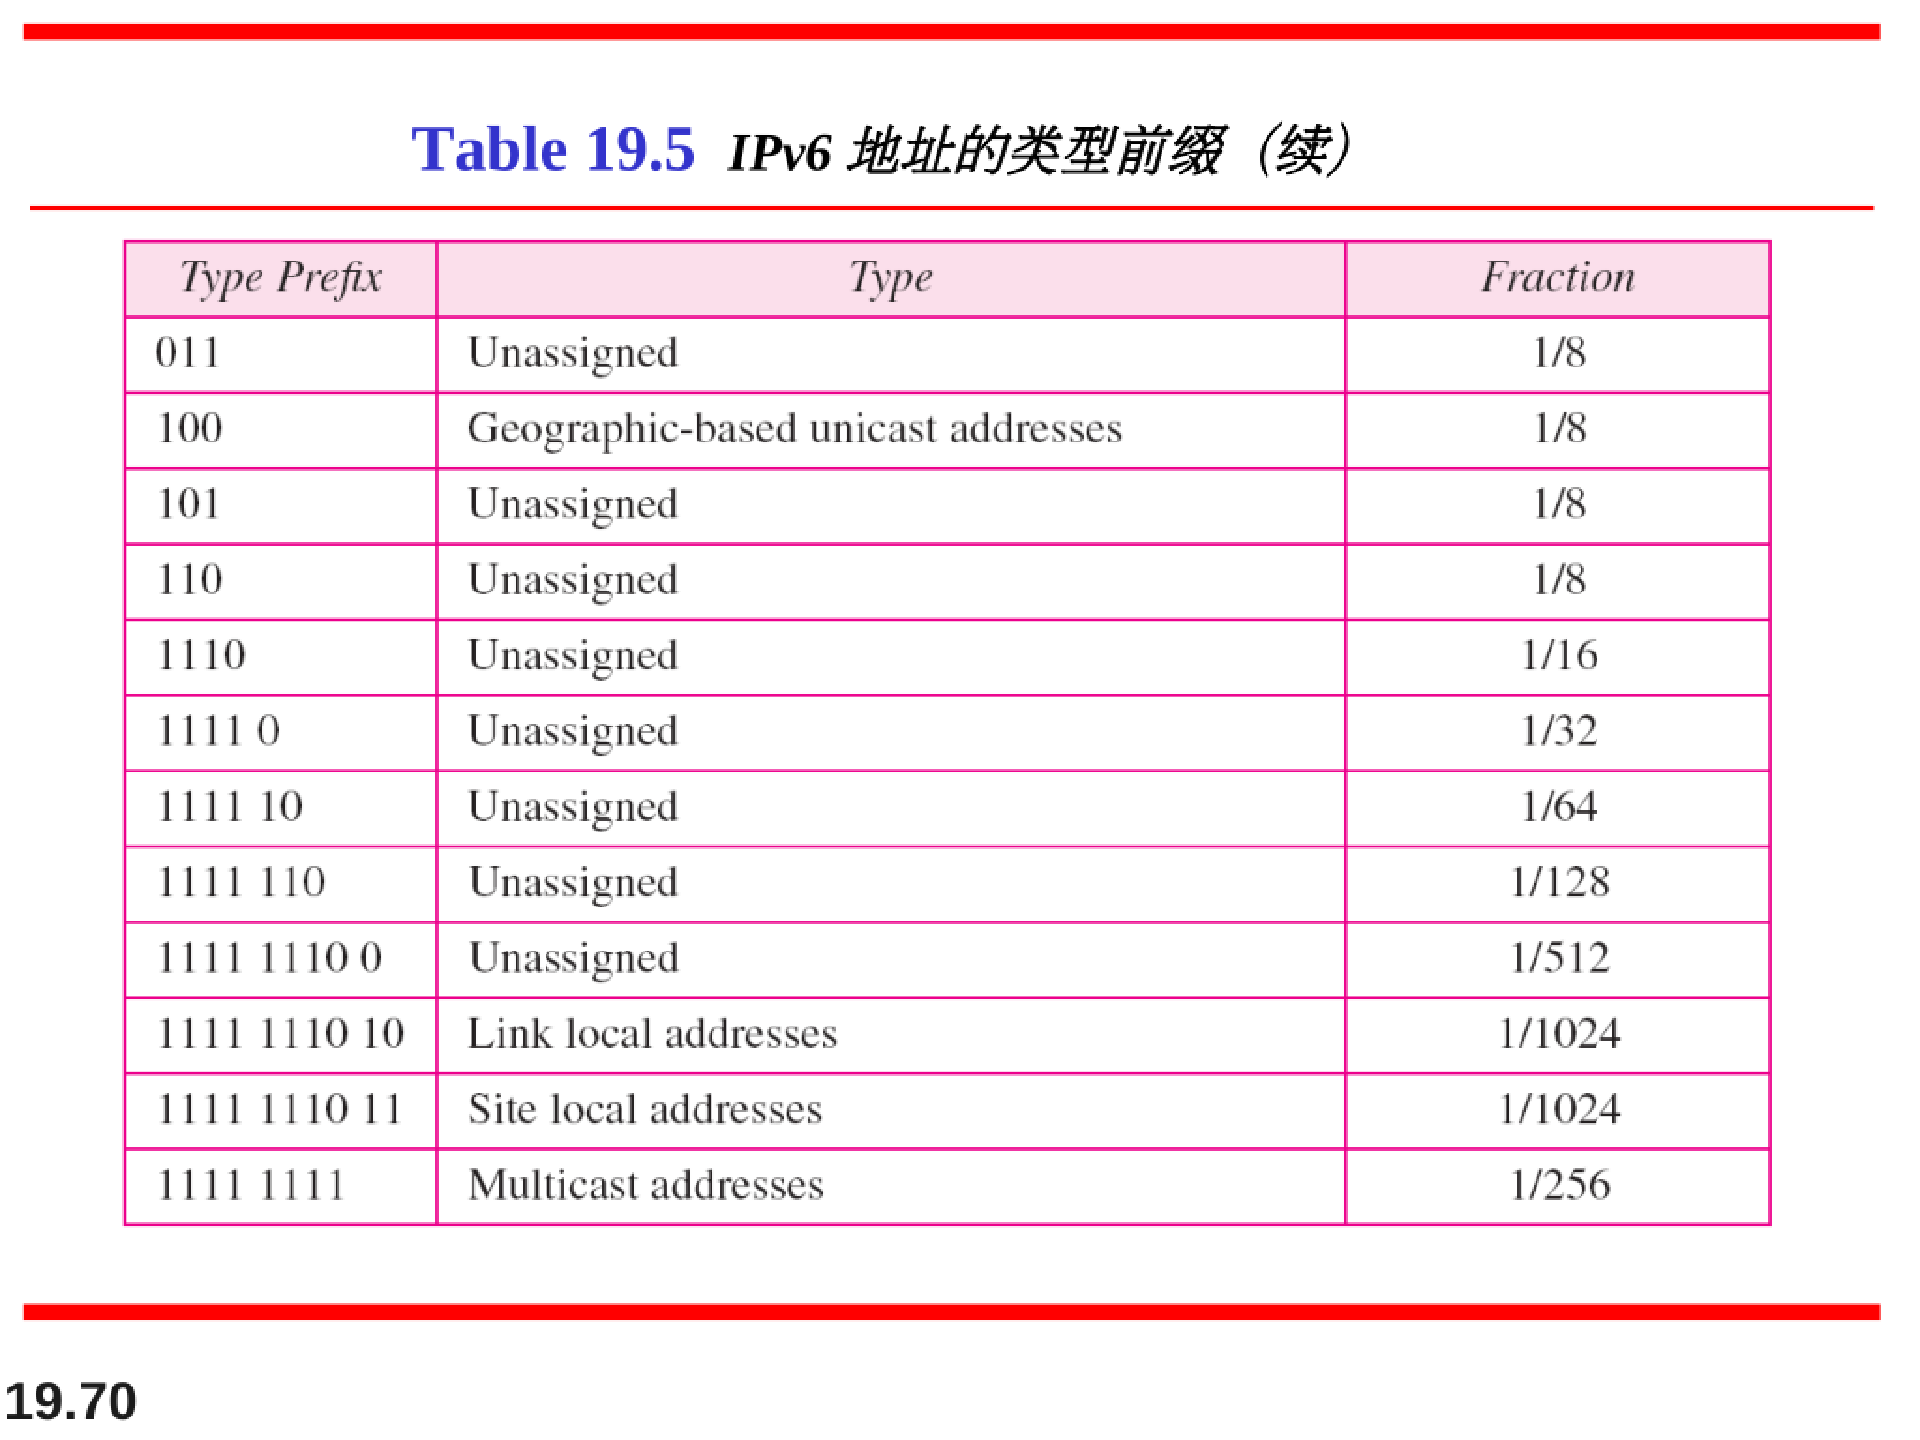 Table 19.5 IPv6 地址的类型前缀（续）
Type Prefix Type Fraction
011 Unassigned 1/8
100 Geographic-based unicast addresses 1/8
101 Unassigned 1/8
110 Unassigned 1/8
1110 Unassigned 1/16
1111 0 Unassigned 1/32
1111 10 Unassigned 1/64
1111 110 Unassigned 1/128
1111 1110 0 Unassigned 1/512
1111 1110 10 Link local addresses 1/1024
1111 1110 11 Site local addresses 1/1024
1111 1111 Multicast addresses 1/256
19.70